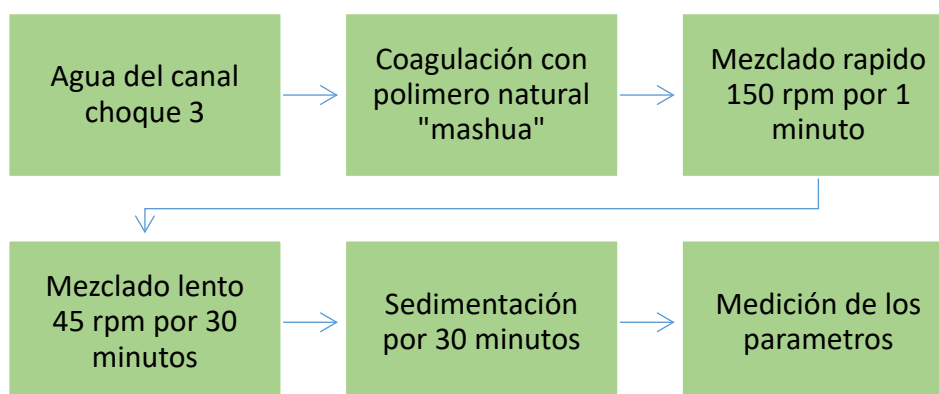 Agua del canal
choque 3
Coagulación con
polimero natural
"mashua"
Mezclado rapido
150 rpm por 1
minuto
Mezclado lento
45 rpm por 30
minutos
Sedimentación
por 30 minutos
Medición de los
parametros